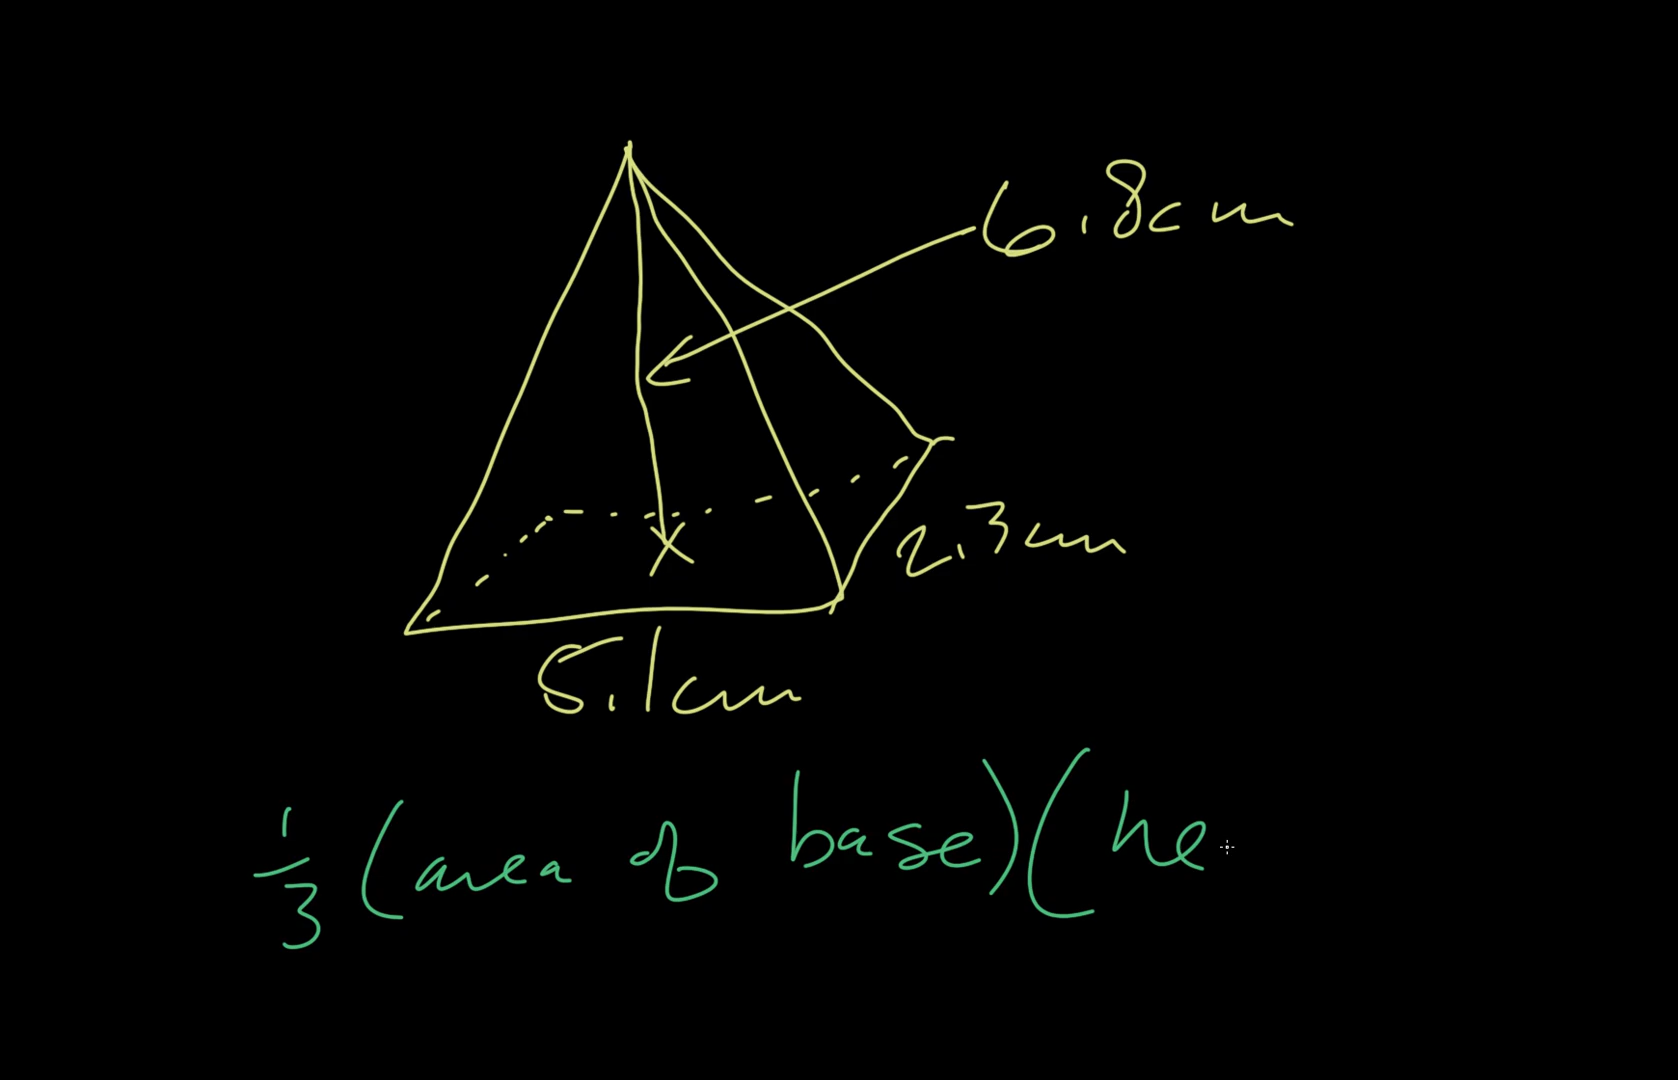 6.8cm
2.3cm
5.1cm
1/3 (area of base)(he